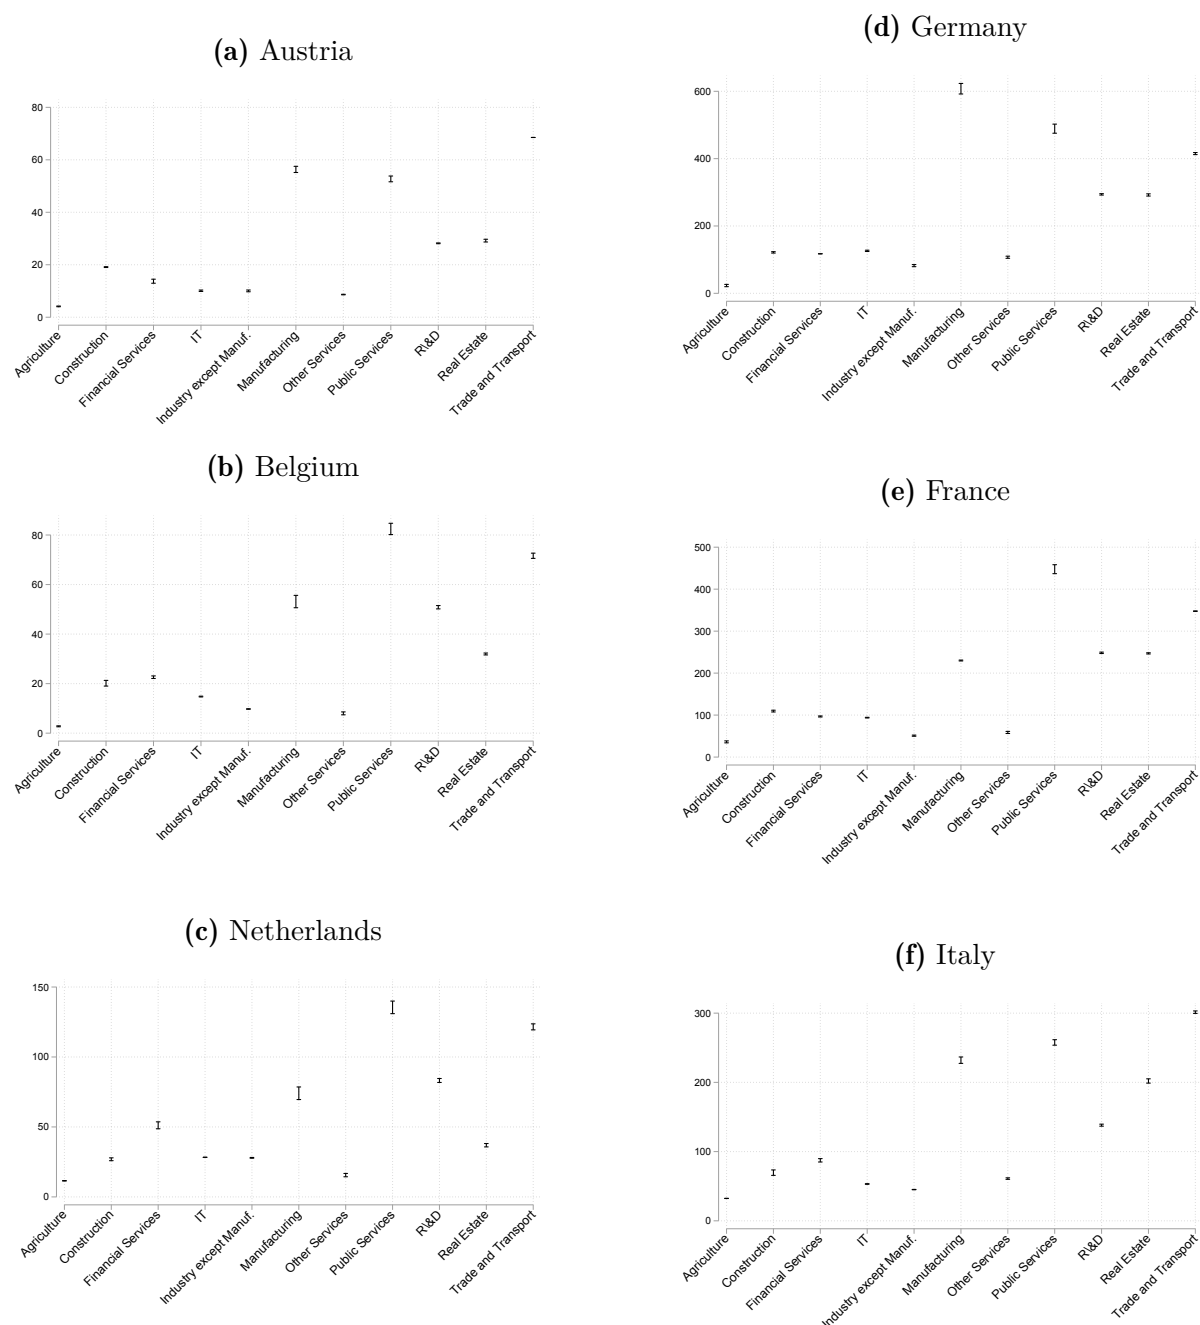 (a) Austria
80
60
40
20
0
Agriculture
Construction
Financial Services
IT
Industry except Manuf.
Manufacturing
Other Services
Public Services
R\&D
Real Estate
Trade and Transport
(b) Belgium
80
60
40
20
0
Agriculture
Construction
Financial Services
IT
Industry except Manuf.
Manufacturing
Other Services
Public Services
R\&D
Real Estate
Trade and Transport
(c) Netherlands
150
100
50
0
Agriculture
Construction
Financial Services
IT
Industry except Manuf.
Manufacturing
Other Services
Public Services
R\&D
Real Estate
Trade and Transport
(d) Germany
600
400
200
0
Agriculture
Construction
Financial Services
IT
Industry except Manuf.
Manufacturing
Other Services
Public Services
R\&D
Real Estate
Trade and Transport
(e) France
500
400
300
200
100
0
Agriculture
Construction
Financial Services
IT
Industry except Manuf.
Manufacturing
Other Services
Public Services
R\&D
Real Estate
Trade and Transport
(f) Italy
300
200
100
0
Agriculture
Construction
Financial Services
IT
Industry except Manuf.
Manufacturing
Other Services
Public Services
R\&D
Real Estate
Trade and Transport